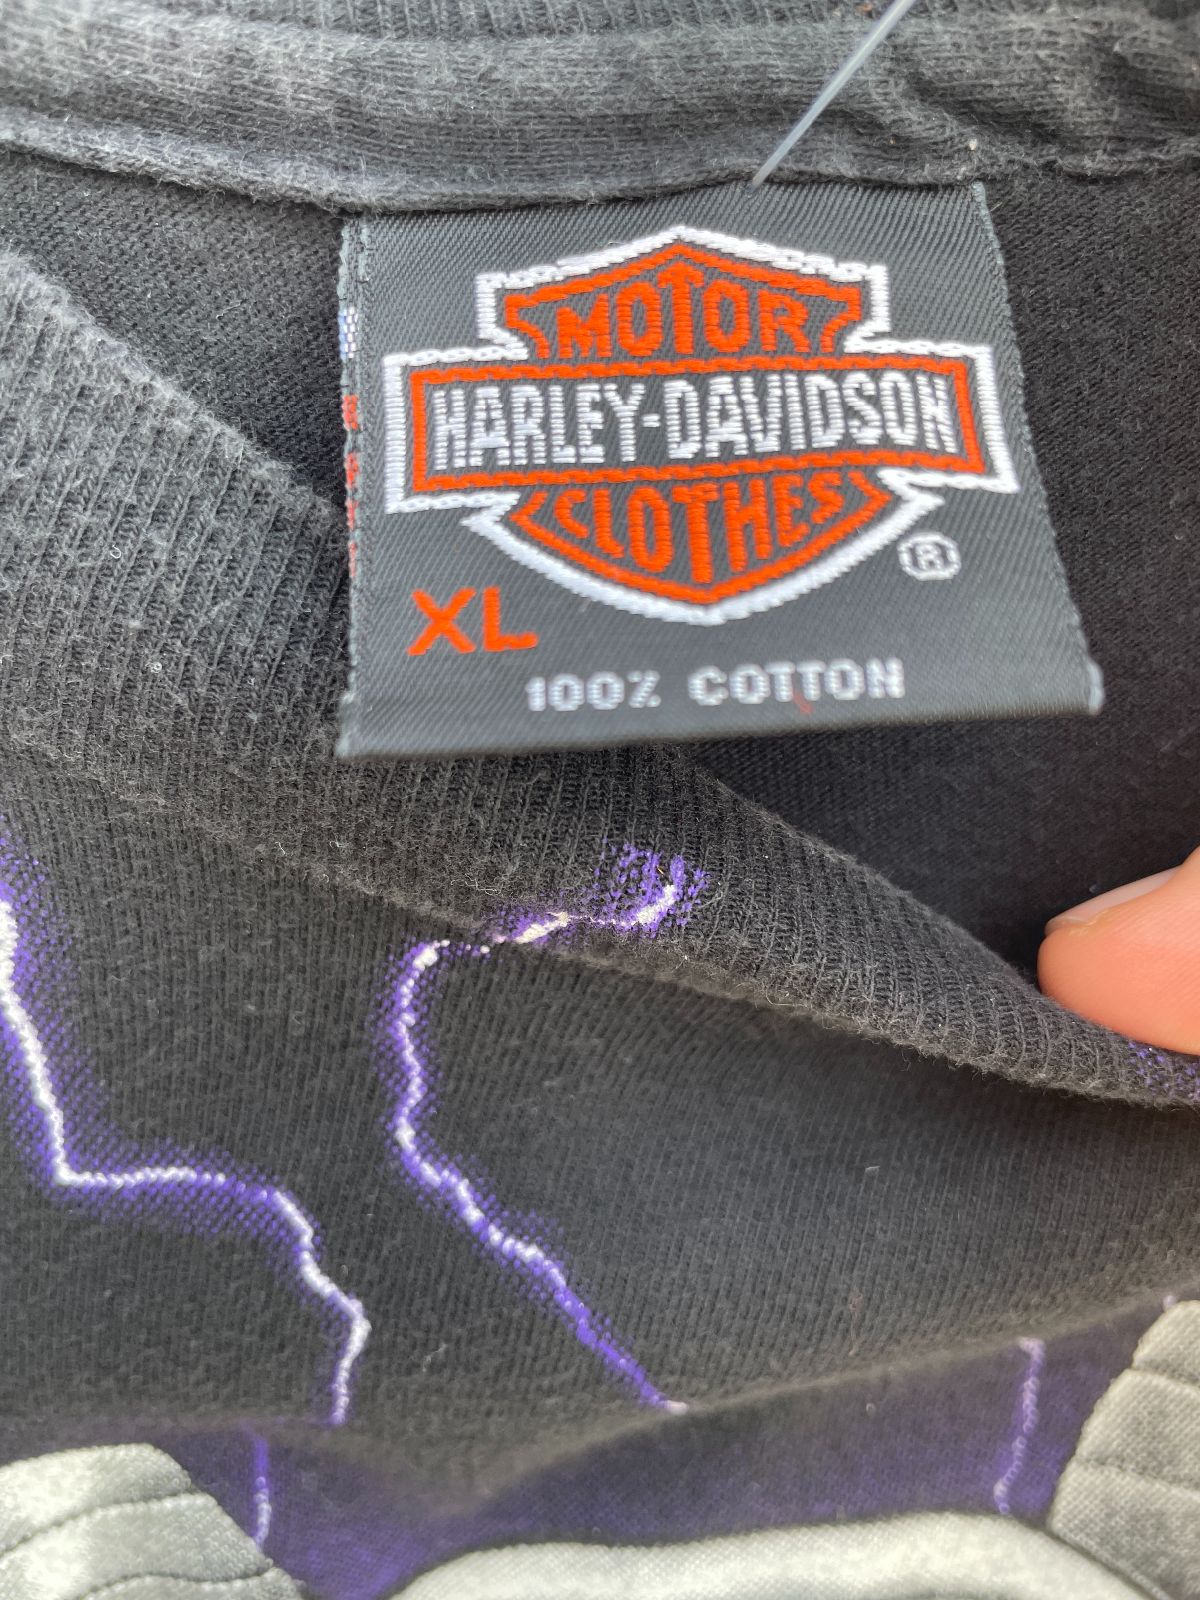 MOTOR
HARLEY-DAVIDSON
CLOTHES
®
XL
100% COTTON